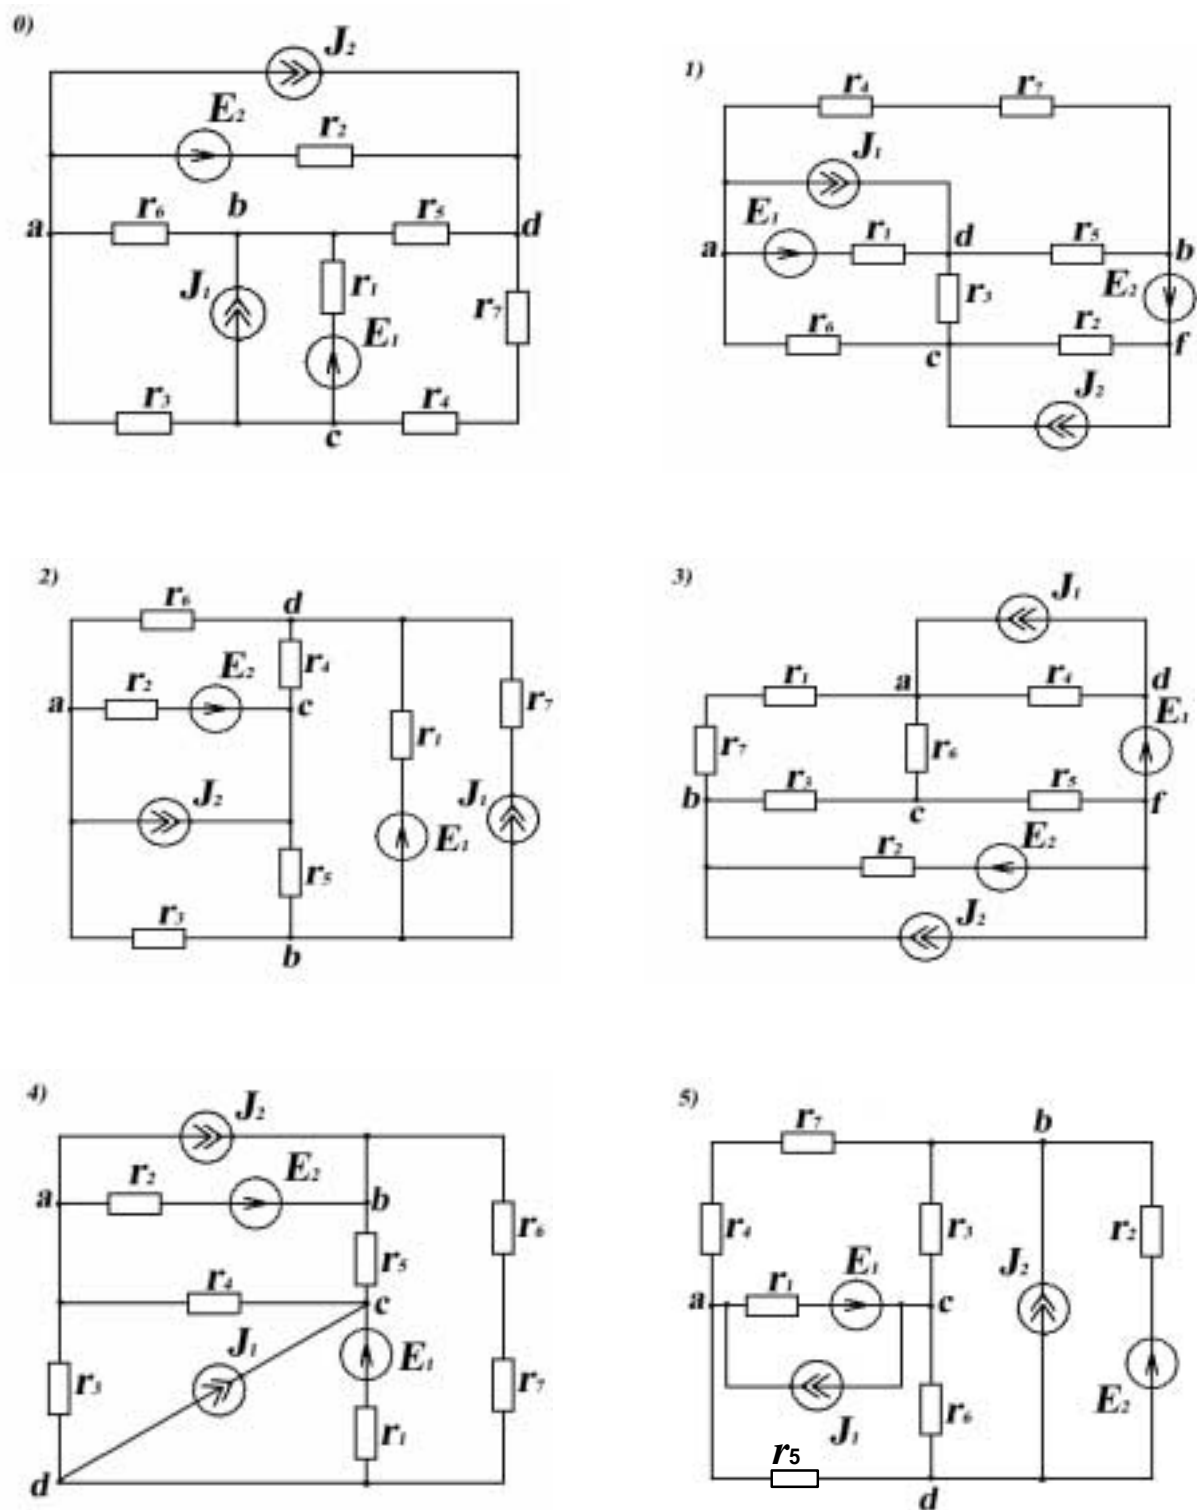 0)
J₂
E₂
r₂
a r₆ b r₅ d
J₁ r₁ r₇
E₁
r₃ c r₄
1)
r₄ r₇
J₁
E₁
a r₁ d r₅ b
r₃ E₂
r₆ c r₂ f
J₂
2)
r₆ d
r₄
E₂
a r₂ c r₇
r₁
J₂ J₁
E₁
r₅
r₃ b
3)
J₁
r₁ a r₄ d
E₁
r₇ r₆
b r₃ c r₅ f
r₂ E₂
J₂
4)
J₂
a r₂ E₂ b
r₆
r₅
r₄ c
J₁ E₁
r₃ r₇
r₁
d
5)
r₇ b
r₄ r₃ r₂
E₁ J₂
a r₁ c
E₂
J₁ r₆
r5
d